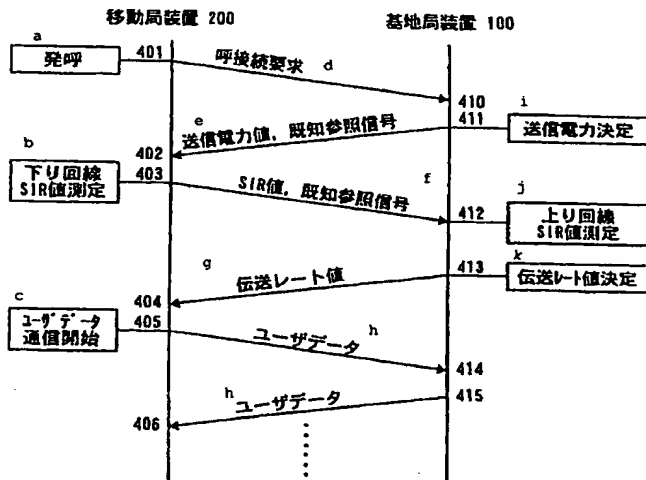 移動局装置 200
基地局装置 100
a
発呼
401
呼接続要求
d
410
411
i
送信電力決定
e
送信電力値，既知参照信号
402
b
下り回線
SIR値測定
403
SIR値，既知参照信号
f
412
j
上り回線
SIR値測定
g
伝送レート値
413
k
伝送ﾚｰﾄ値決定
404
c
ﾕｰｻﾞﾃﾞｰﾀ
通信開始
405
ユーザデータ
h
414
415
h
ユーザデータ
406